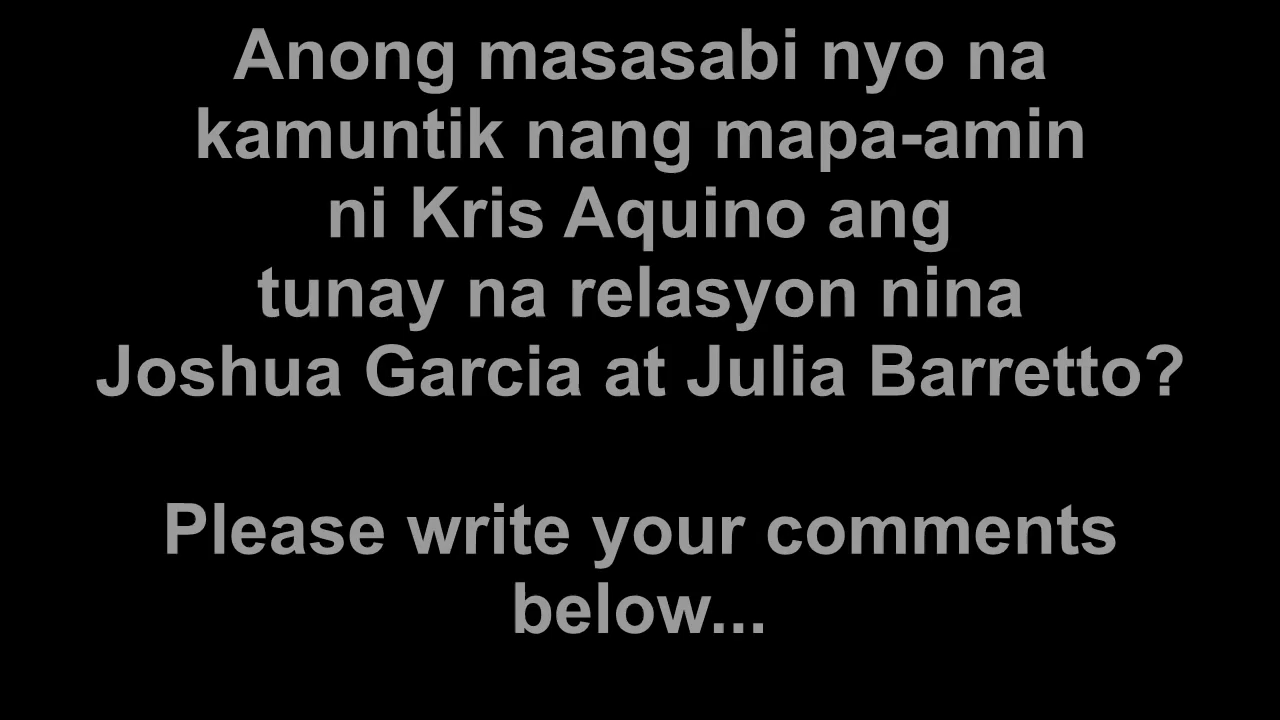 Anong masasabi nyo na
kamuntik nang mapa-amin
ni Kris Aquino ang
tunay na relasyon nina
Joshua Garcia at Julia Barretto?
Please write your comments
below...